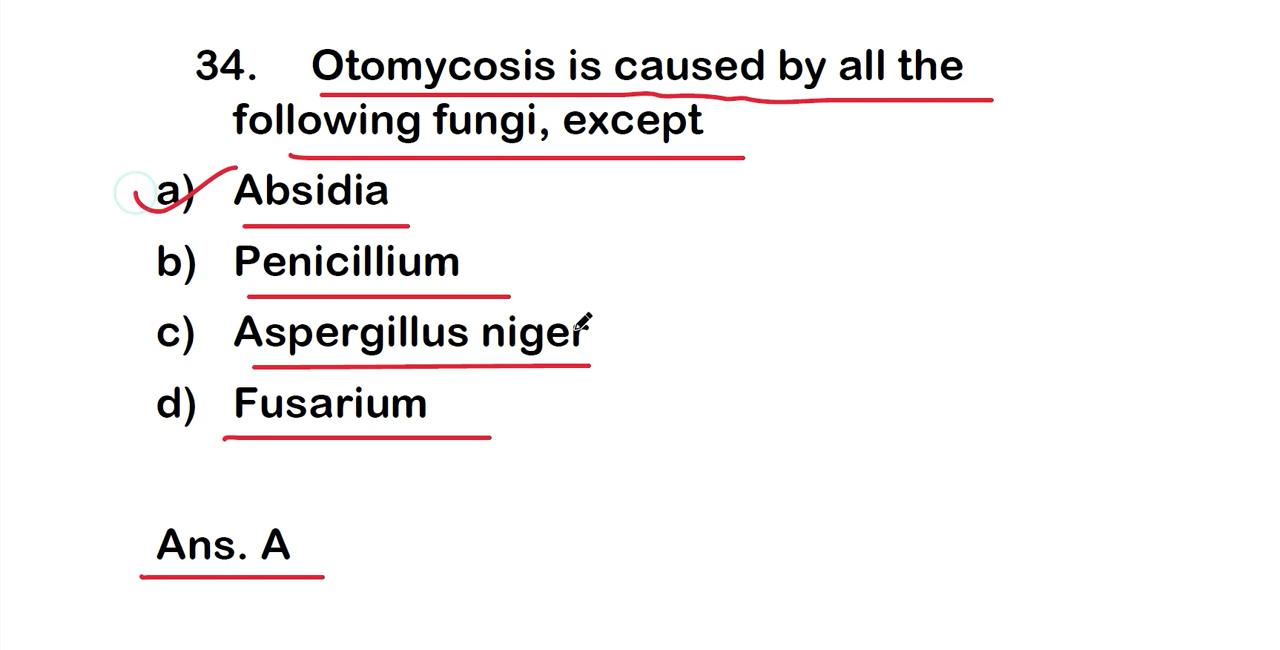 34. Otomycosis is caused by all the
following fungi, except
a) Absidia
b) Penicillium
c) Aspergillus niger
d) Fusarium
Ans. A